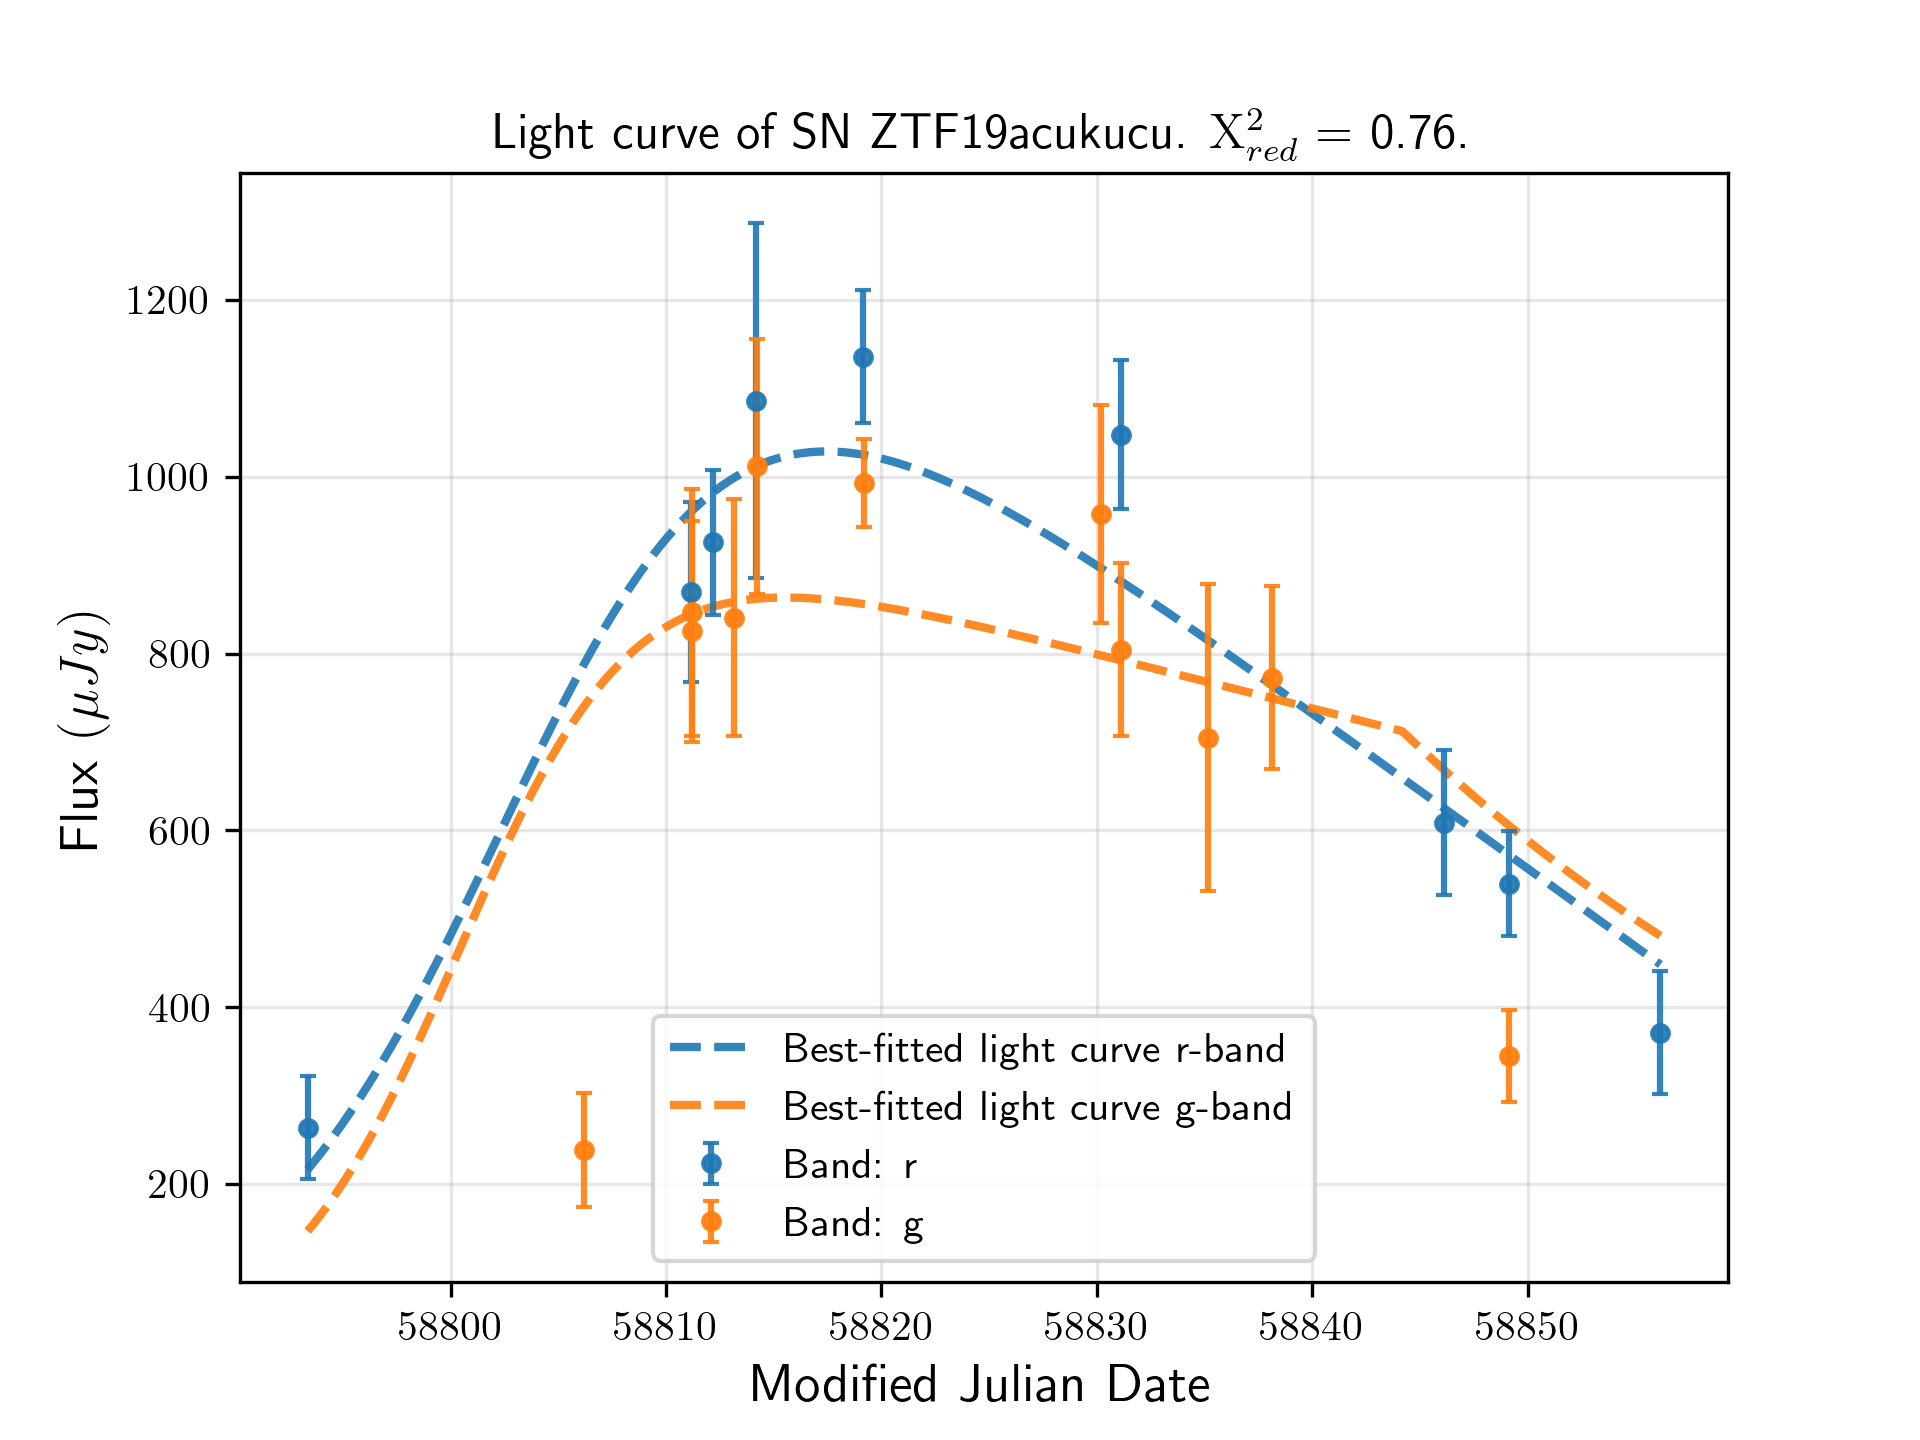 Light curve of SN ZTF19acukucu. X²_red = 0.76.
Flux (μJy)
1200
1000
800
600
400
200
Best-fitted light curve r-band
Best-fitted light curve g-band
Band: r
Band: g
58800 58810 58820 58830 58840 58850
Modified Julian Date